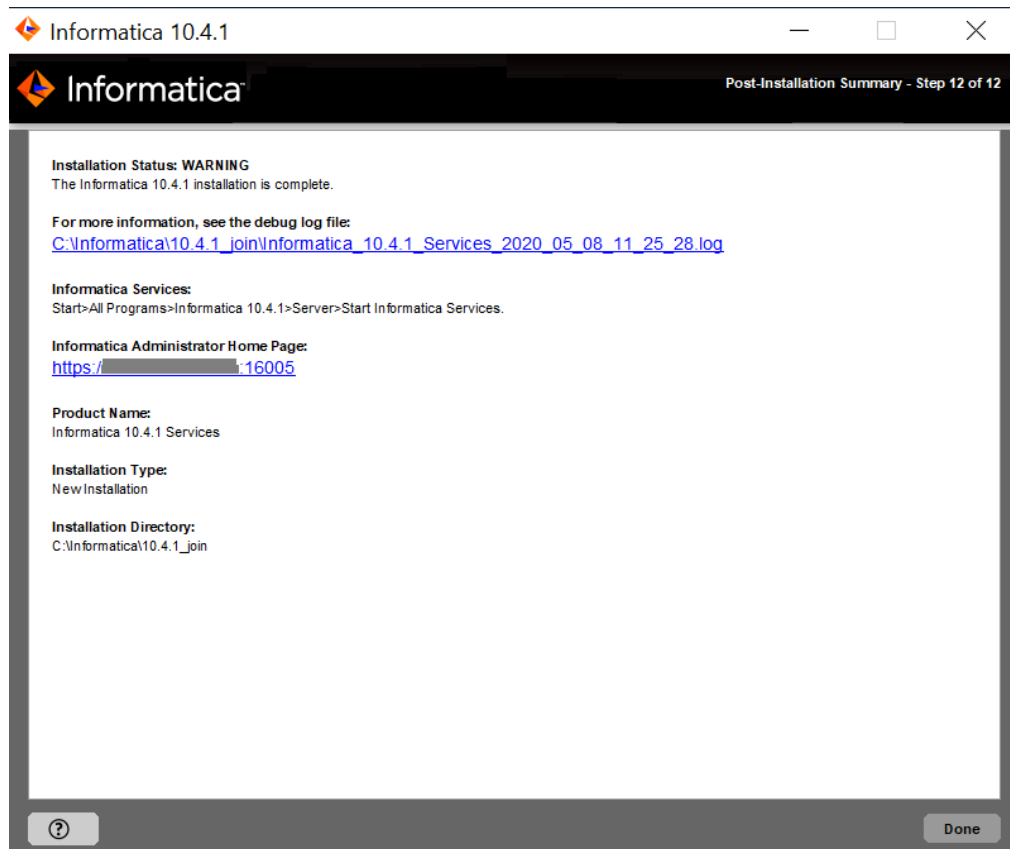 Informatica 10.4.1
Informatica
Post-Installation Summary - Step 12 of 12
Installation Status: WARNING
The Informatica 10.4.1 installation is complete.
For more information, see the debug log file:
C:\Informatica\10.4.1_join\Informatica_10.4.1_Services_2020_05_08_11_25_28.log
Informatica Services:
Start>All Programs>Informatica 10.4.1>Server>Start Informatica Services.
Informatica Administrator Home Page:
https:/ :16005
Product Name:
Informatica 10.4.1 Services
Installation Type:
New Installation
Installation Directory:
C:\Informatica\10.4.1_join
?
Done